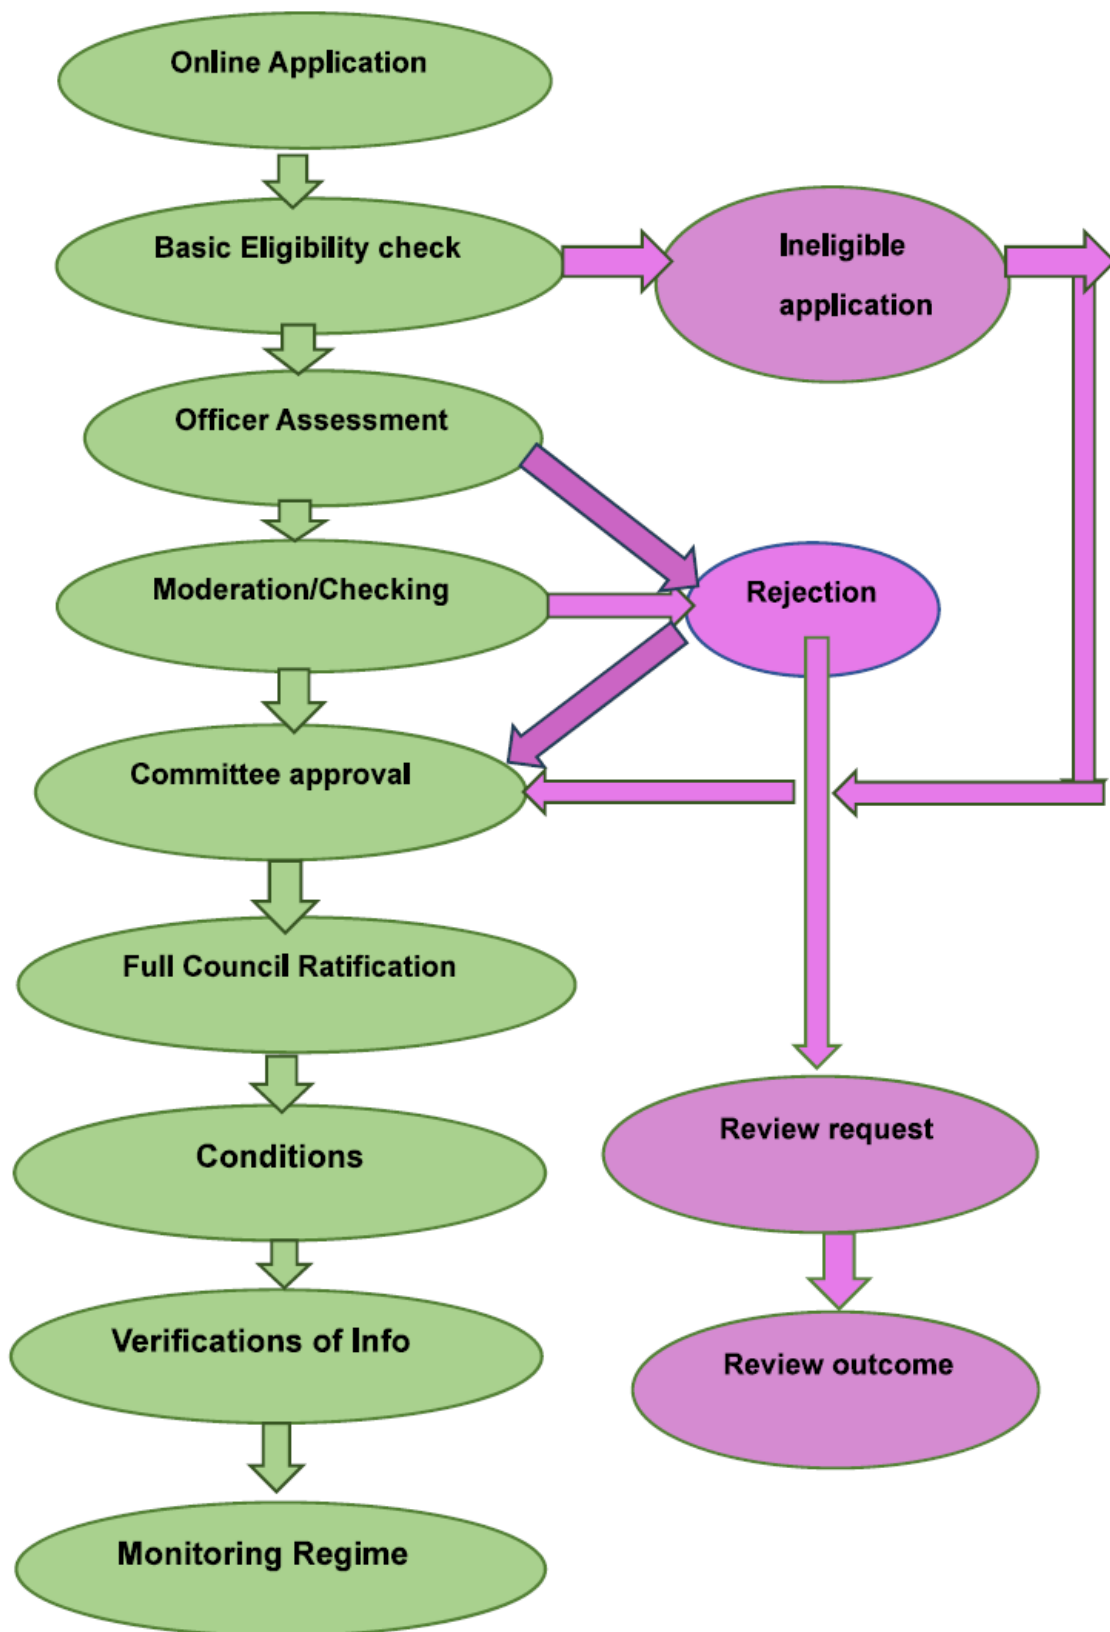 Online Application
Basic Eligibility check
Ineligible
application
Officer Assessment
Moderation/Checking
Rejection
Committee approval
Full Council Ratification
Conditions
Review request
Verifications of Info
Review outcome
Monitoring Regime